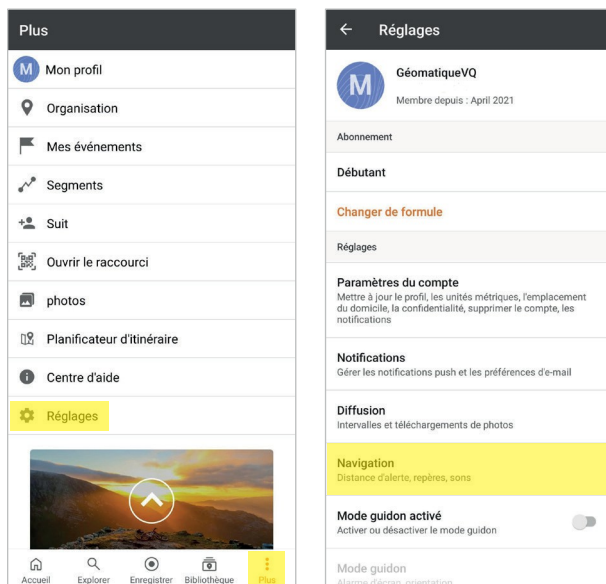 Plus
M Mon profil
Organisation
Mes événements
Segments
Suit
Ouvrir le raccourci
photos
Planificateur d'itinéraire
Centre d'aide
Réglages
Accueil Explorer Enregistrer Bibliothèque Plus
Réglages
M
GéomatiqueVQ
Membre depuis : April 2021
Abonnement
Débutant
Changer de formule
Réglages
Paramètres du compte
Mettre à jour le profil, les unités métriques, l'emplacement
du domicile, la confidentialité, supprimer le compte, les
notifications
Notifications
Gérer les notifications push et les préférences d'e-mail
Diffusion
Intervalles et téléchargements de photos
Navigation
Distance d'alerte, repères, sons
Mode guidon activé
Activer ou désactiver le mode guidon
Mode guidon
Alarme d'écran, orientation